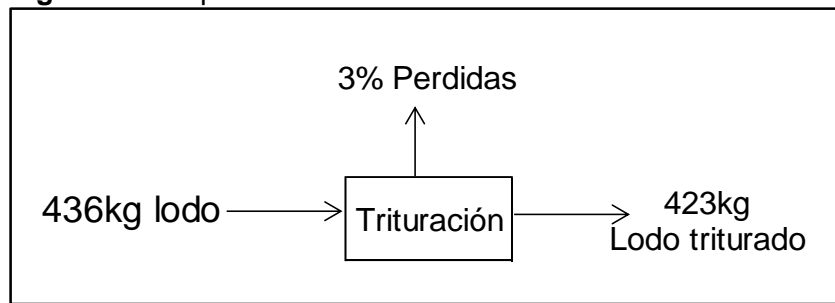 3% Perdidas
436kg lodo
Trituración
423kg
Lodo triturado